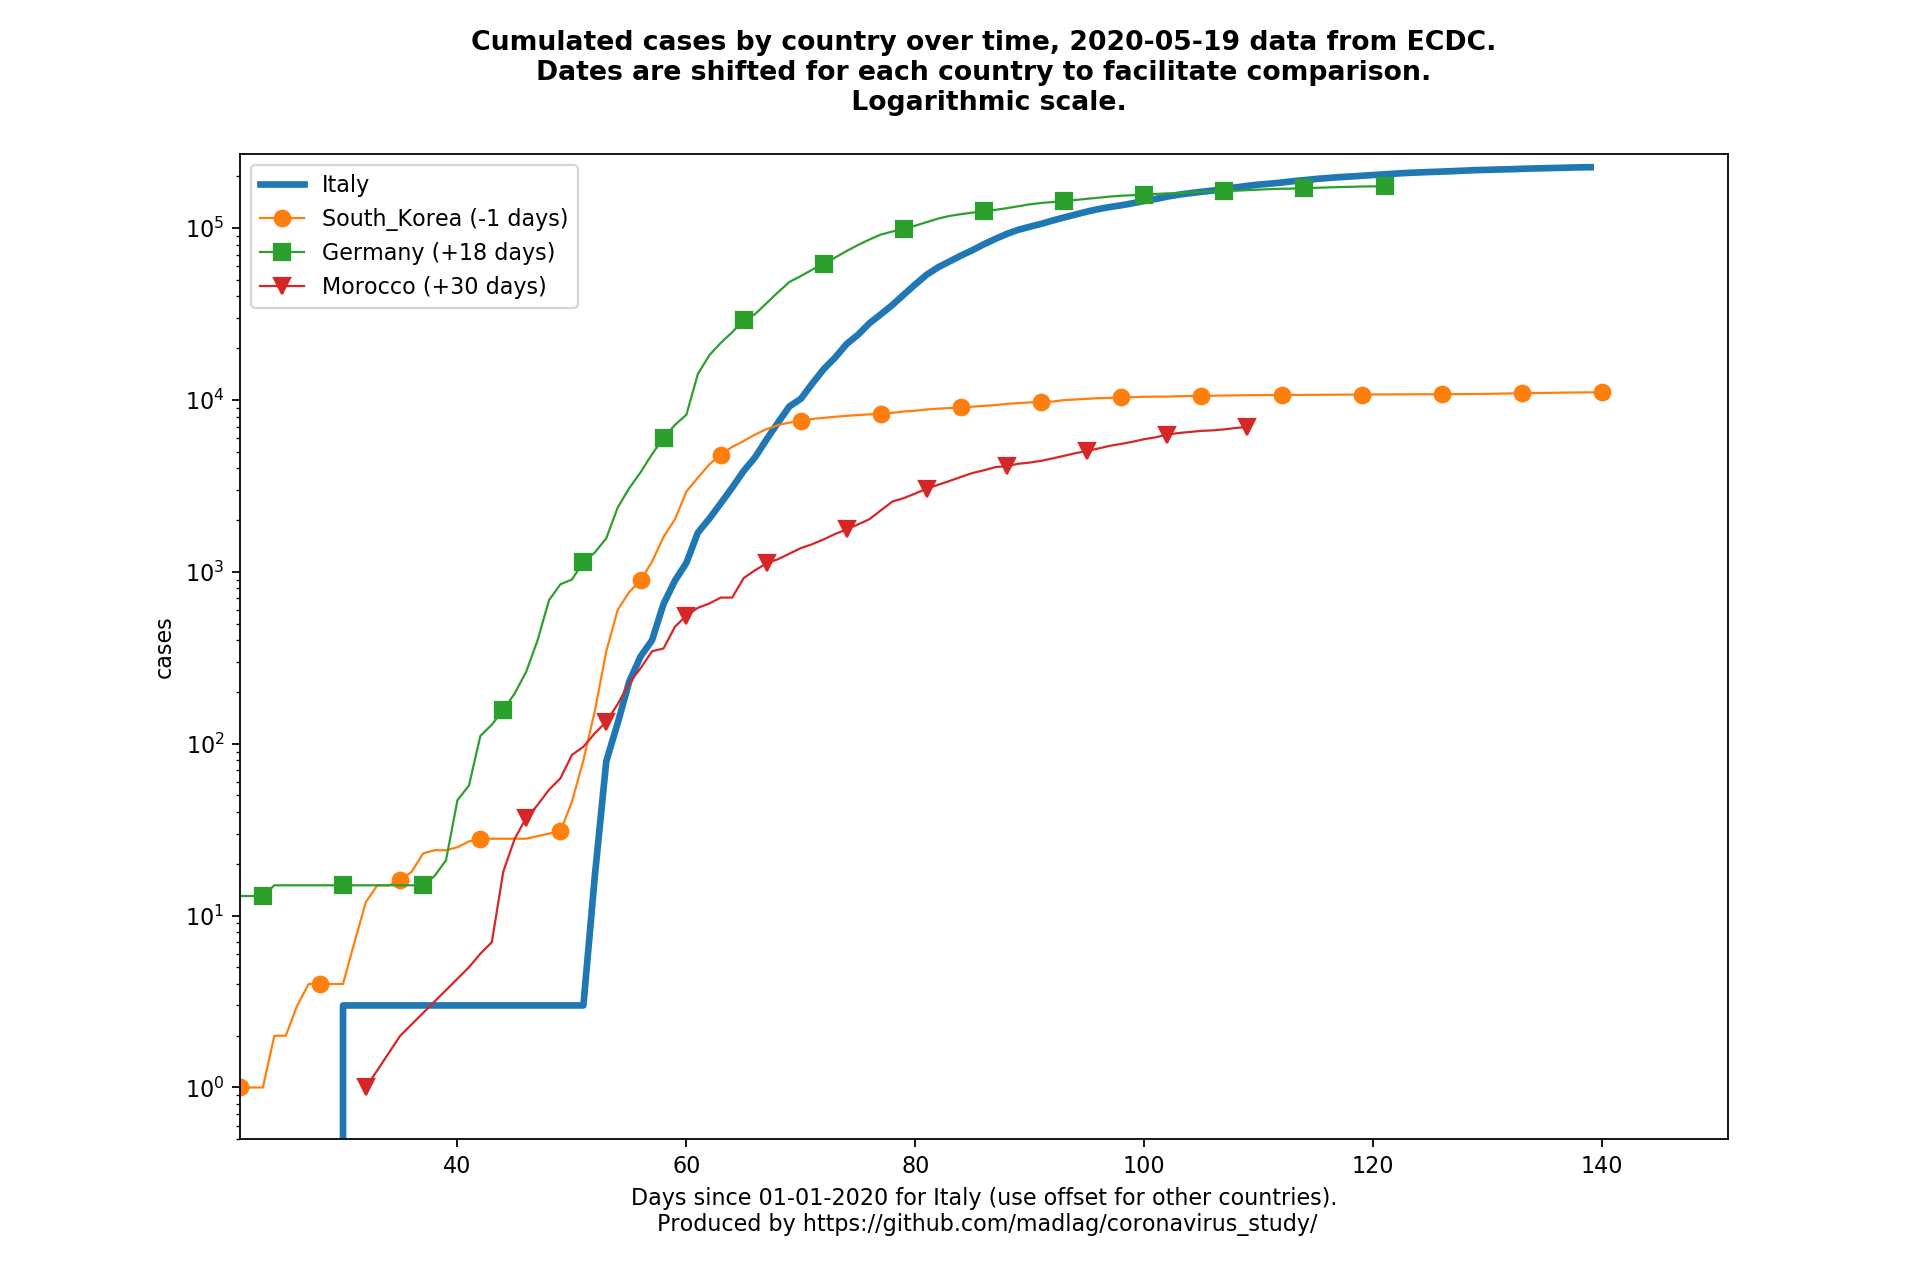 Cumulated cases by country over time, 2020-05-19 data from ECDC.
Dates are shifted for each country to facilitate comparison.
Logarithmic scale.
Italy
South_Korea (-1 days)
Germany (+18 days)
Morocco (+30 days)
10^5
10^4
10^3
10^2
10^1
10^0
cases
40 60 80 100 120 140
Days since 01-01-2020 for Italy (use offset for other countries).
Produced by https://github.com/madlag/coronavirus_study/